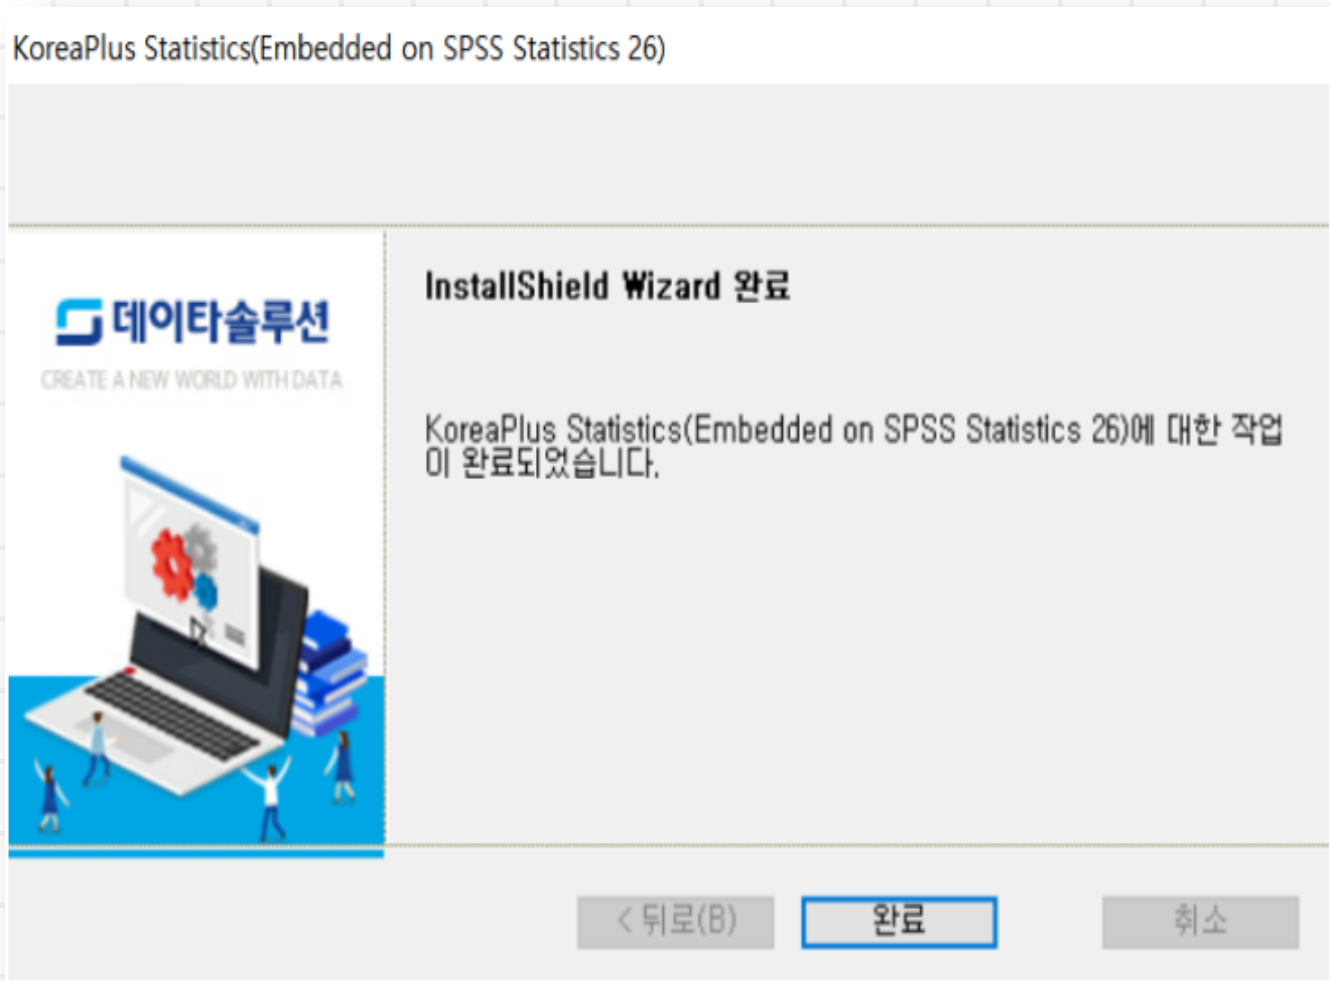 KoreaPlus Statistics(Embedded on SPSS Statistics 26)
데이타솔루션
CREATE A NEW WORLD WITH DATA
InstallShield Wizard 완료
KoreaPlus Statistics(Embedded on SPSS Statistics 26)에 대한 작업
이 완료되었습니다.
< 뒤로(B)
완료
취소